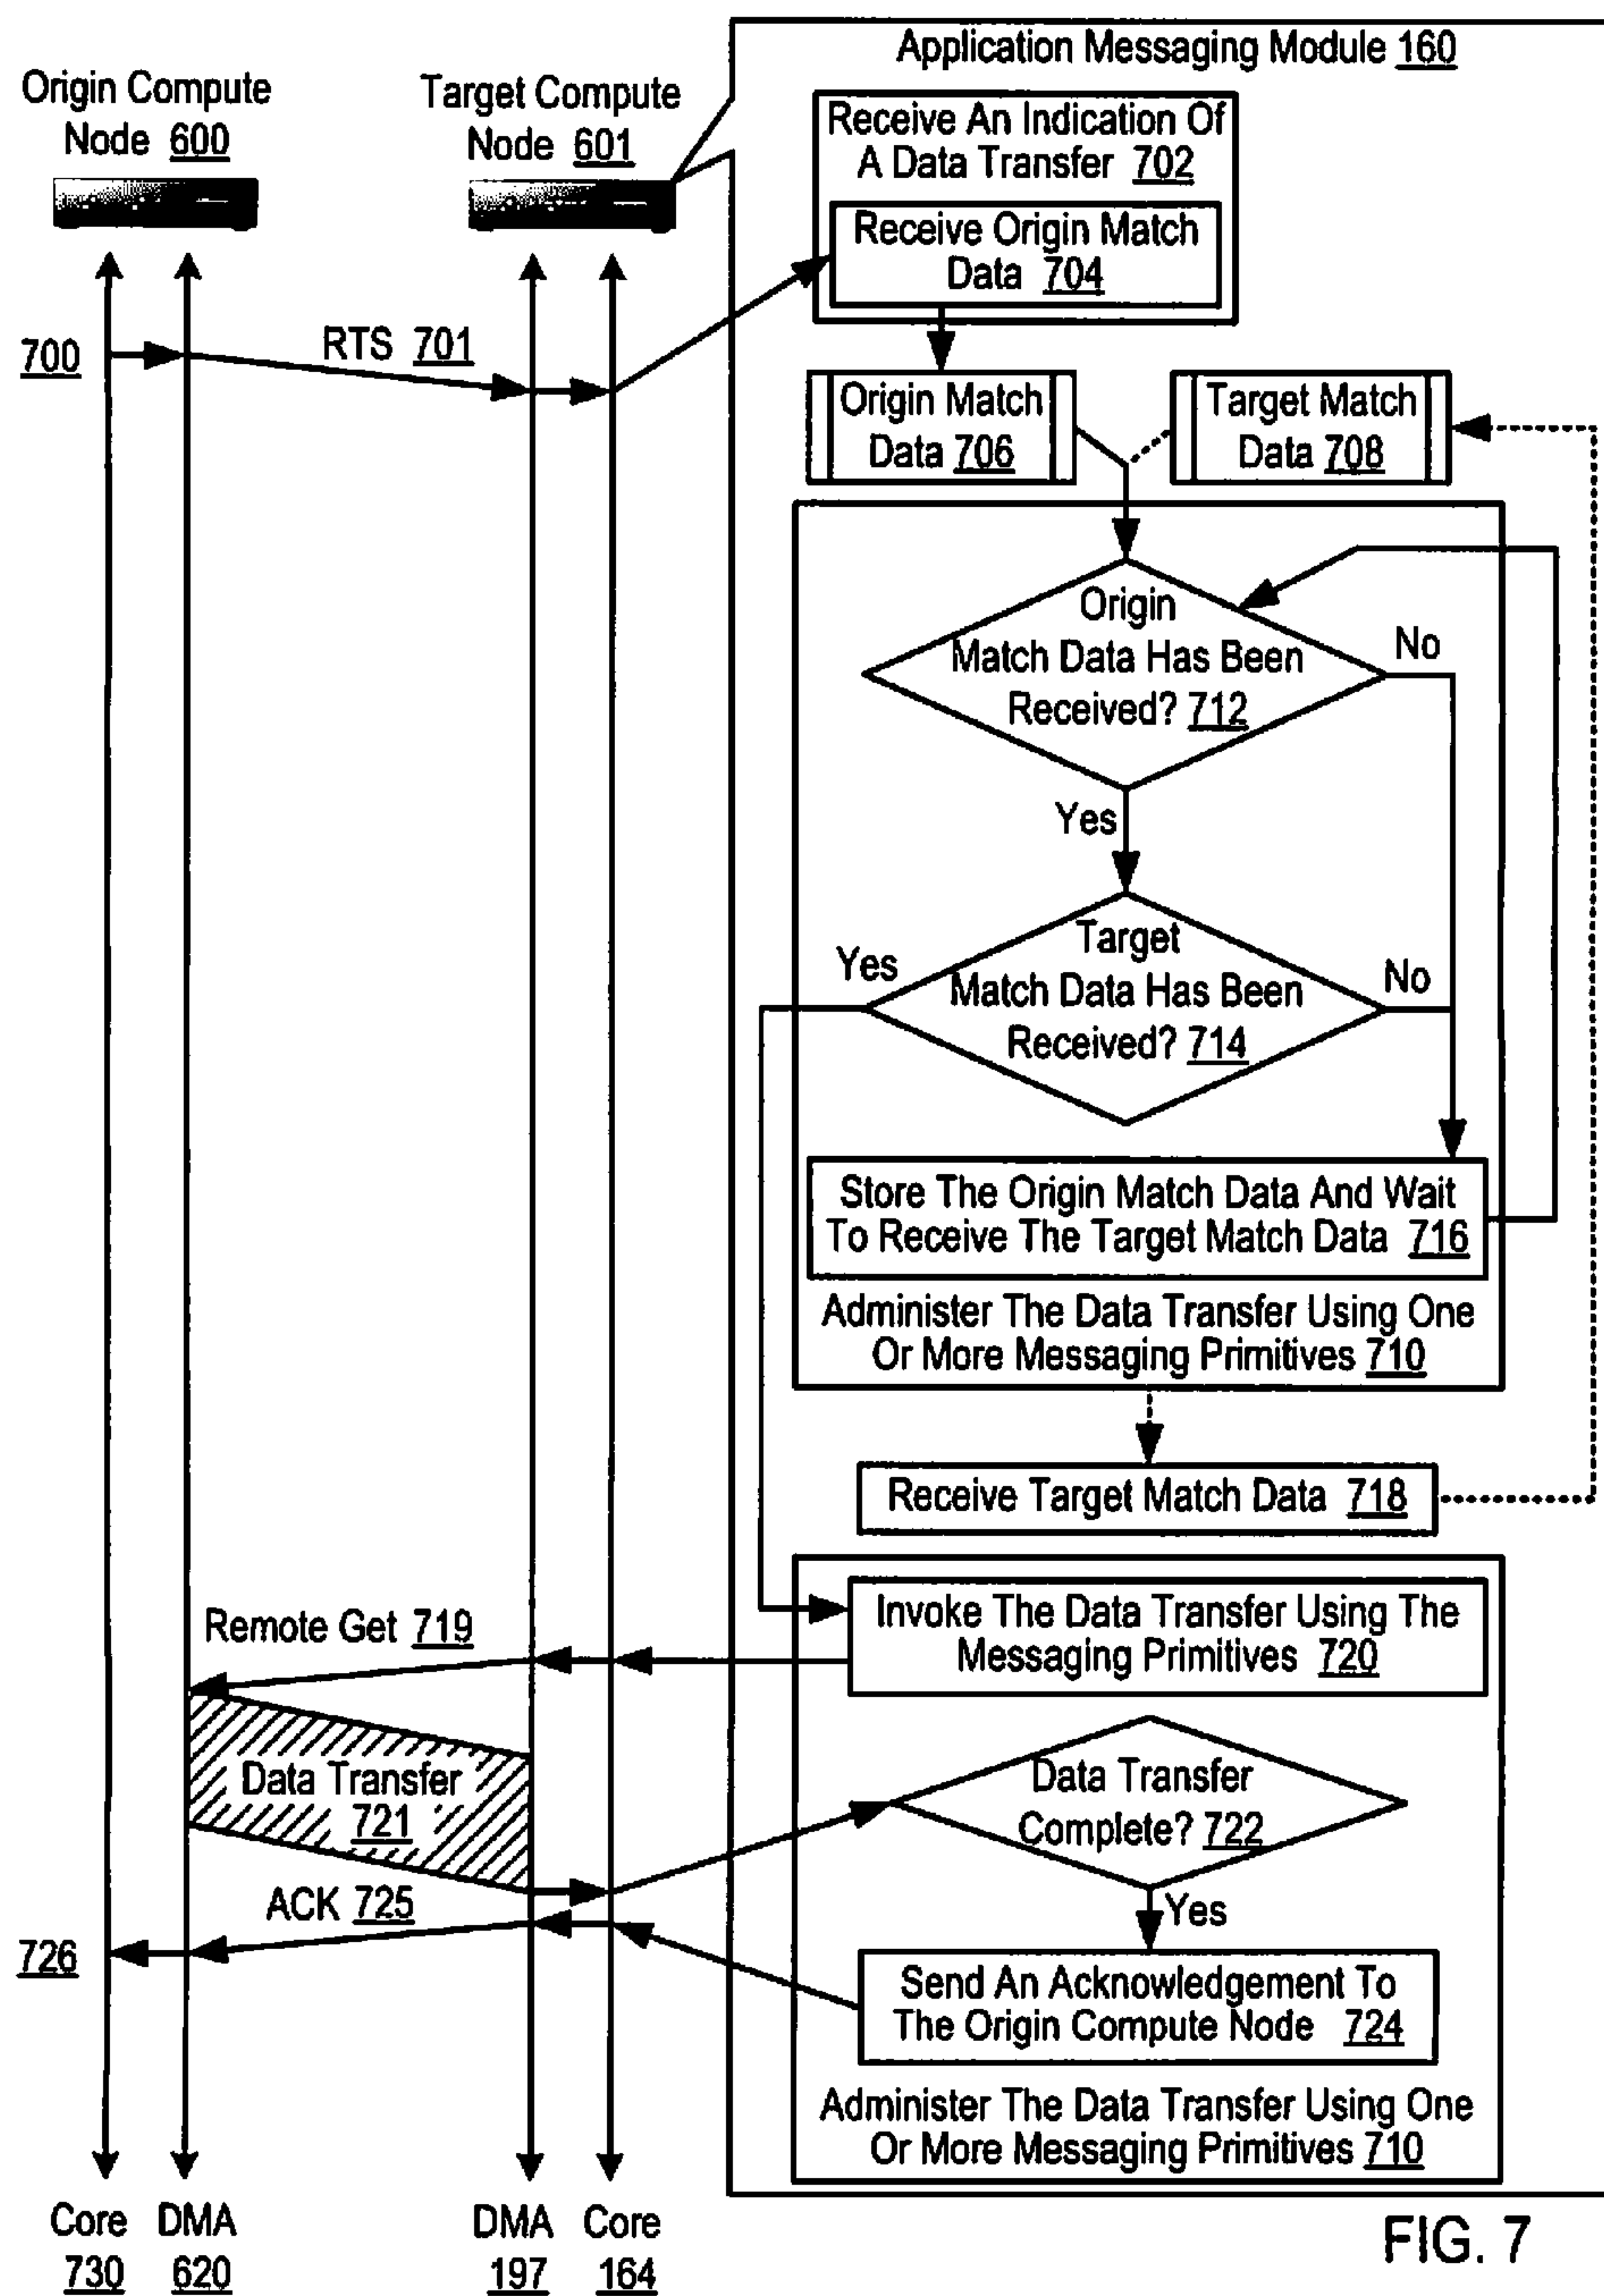 Application Messaging Module 160
Origin Compute
Node 600
Target Compute
Node 601
Receive An Indication Of
A Data Transfer 702
Receive Origin Match
Data 704
700
RTS 701
Origin Match
Data 706
Target Match
Data 708
Origin
Match Data Has Been
Received? 712
No
Yes
Target
Match Data Has Been
Received? 714
Yes
No
Store The Origin Match Data And Wait
To Receive The Target Match Data 716
Administer The Data Transfer Using One
Or More Messaging Primitives 710
Receive Target Match Data 718
Remote Get 719
Invoke The Data Transfer Using The
Messaging Primitives 720
Data Transfer
721
Data Transfer
Complete? 722
ACK 725
Yes
726
Send An Acknowledgement To
The Origin Compute Node 724
Administer The Data Transfer Using One
Or More Messaging Primitives 710
Core
730
DMA
620
DMA
197
Core
164
FIG. 7